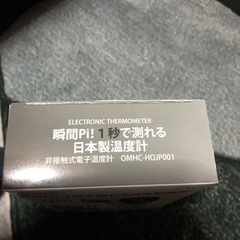 ELECTRONIC THERMOMETER
瞬間Pi! 1秒で測れる
日本製温度計
非接触式電子温度計 OMHC-HOJP001